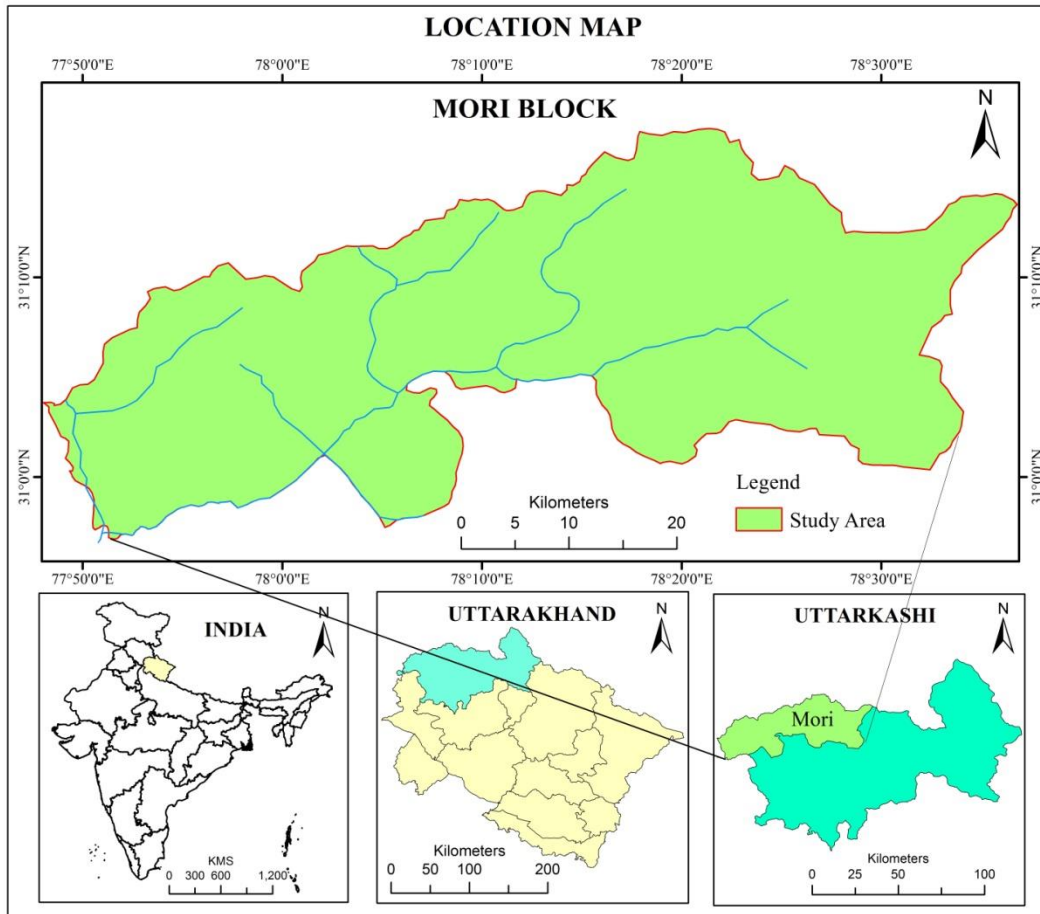 LOCATION MAP
77°50'0"E 78°0'0"E 78°10'0"E 78°20'0"E 78°30'0"E
MORI BLOCK
N
31°10'0"N
31°0'0"N
31°10'0"N
31°0'0"N
Legend
Study Area
Kilometers
0 5 10 20
77°50'0"E 78°0'0"E 78°10'0"E 78°20'0"E 78°30'0"E
INDIA
N
KMS
0 300 600 1,200
UTTARAKHAND
N
Kilometers
0 50 100 200
UTTARKASHI
N
Mori
Kilometers
0 25 50 100